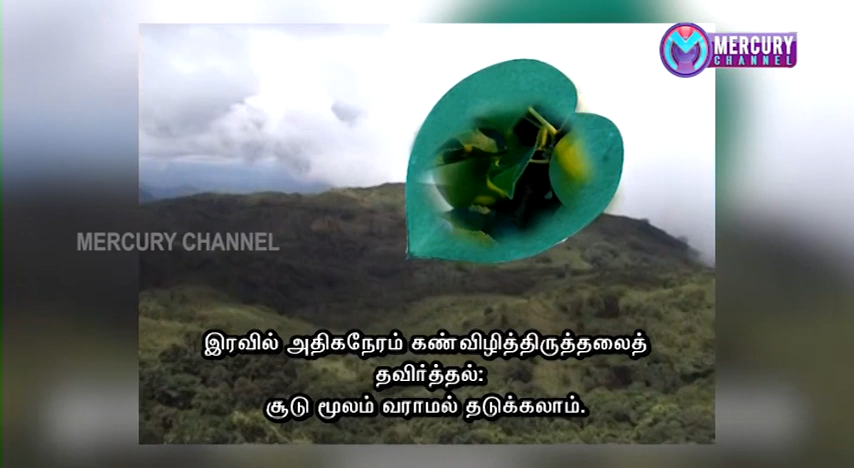 MERCURY
CHANNEL
MERCURY CHANNEL
இரவில் அதிகநேரம் கண்விழித்திருத்தலைத்
தவிர்த்தல்:
சூடு மூலம் வராமல் தடுக்கலாம்.